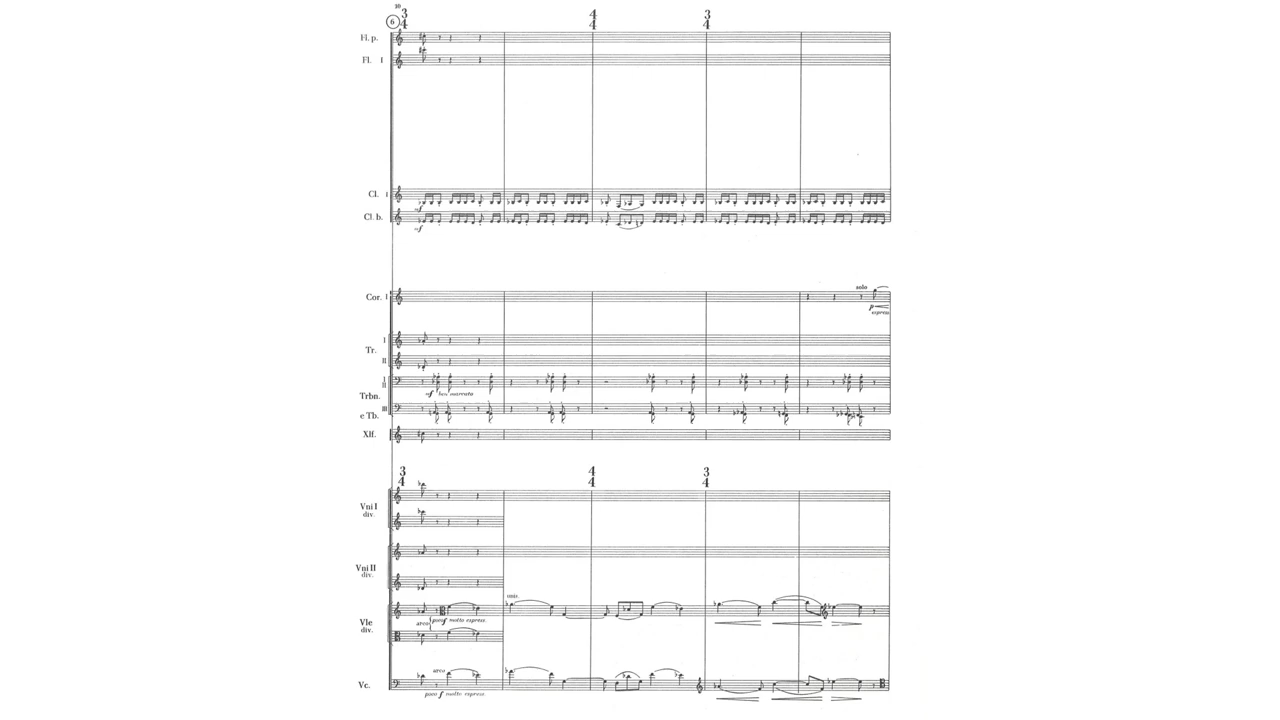 30
6
3 4 3
4 4 4
Fl. p.
Fl. I
Cl. I
mf
Cl. b.
mf
solo
Cor. I
p
espress.
I
Tr.
II
I
II
mf ben marcato
Trbn.
III
e Tb.
Xlf.
3 4 3
4 4 4
Vni I
div.
Vni II
div.
unis.
arco poco f molto espress.
Vle
div.
arco
Vc.
poco f molto espress.